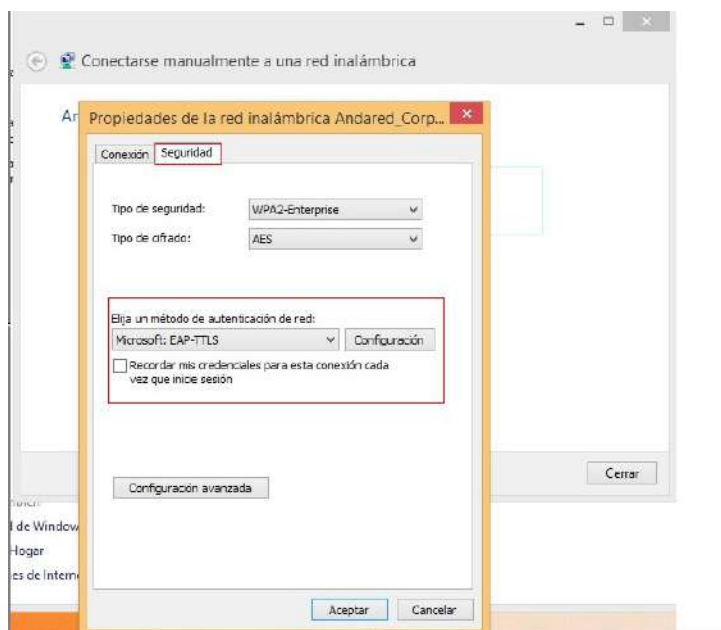 Conectarse manualmente a una red inalámbrica
Propiedades de la red inalámbrica Andared_Corp...
Conexión Seguridad
Tipo de seguridad: WPA2-Enterprise
Tipo de cifrado: AES
Elija un método de autenticación de red:
Microsoft: EAP-TTLS Configuración
Recordar mis credenciales para esta conexión cada
vez que inicie sesión
Configuración avanzada
Cerrar
d de Window
Hogar
es de Intern
Aceptar Cancelar